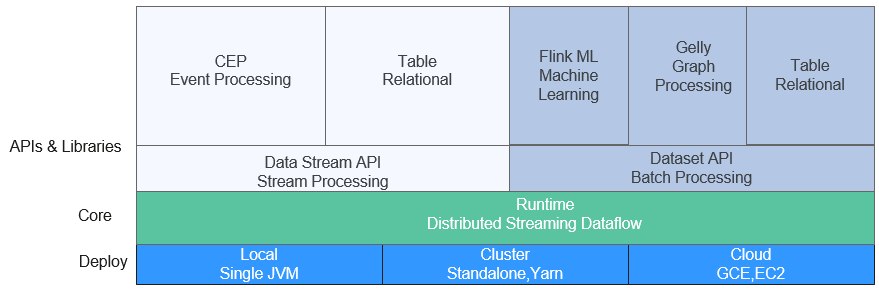 CEP
Event Processing
Table
Relational
Flink ML
Machine
Learning
Gelly
Graph
Processing
Table
Relational
APIs & Libraries
Data Stream API
Stream Processing
Dataset API
Batch Processing
Core
Runtime
Distributed Streaming Dataflow
Deploy
Local
Single JVM
Cluster
Standalone,Yarn
Cloud
GCE,EC2